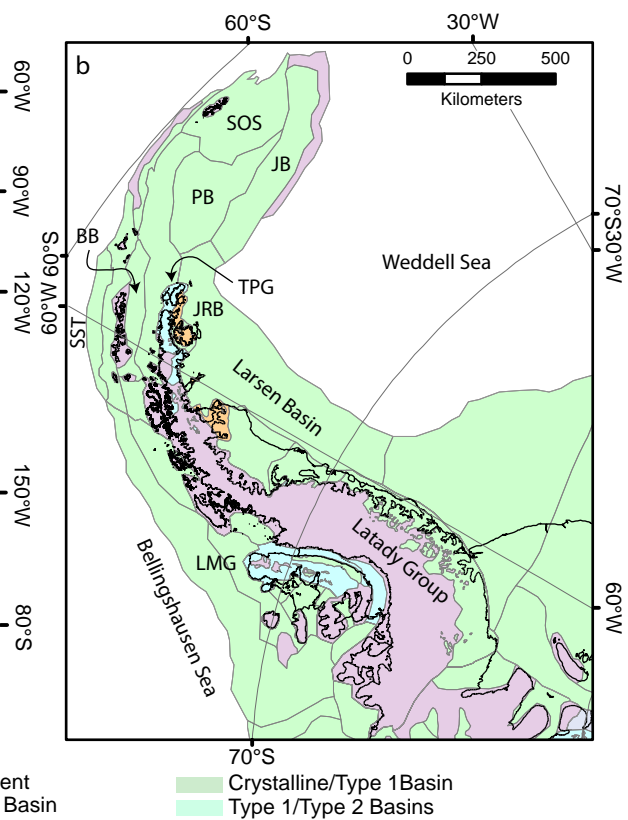 60°S
30°W
b
0
250
500
Kilometers
60°W
SOS
JB
90°W
PB
70°S
30°W
BB
Weddell Sea
60°S
TPG
120°W
60°W
JRB
SST
Larsen Basin
150°W
Latady Group
LMG
Bellingshausen Sea
60°W
80°S
70°S
ent
Crystalline/Type 1Basin
Basin
Type 1/Type 2 Basins